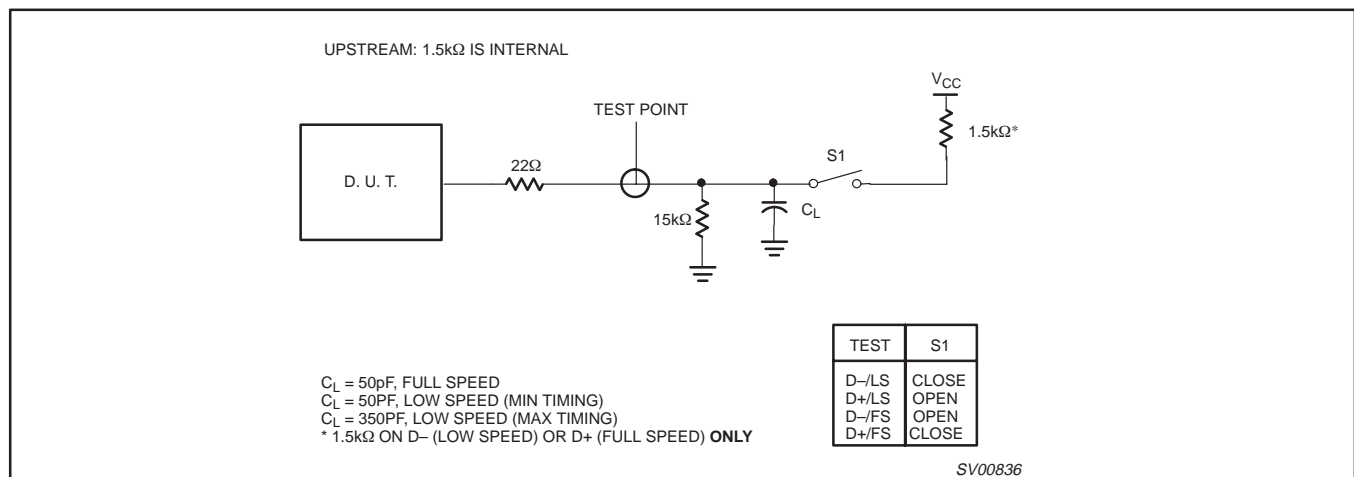 UPSTREAM: 1.5kΩ IS INTERNAL
VCC
TEST POINT
1.5kΩ*
S1
22Ω
D. U. T.
15kΩ
CL
TEST S1
D–/LS CLOSE
D+/LS OPEN
D–/FS OPEN
D+/FS CLOSE
CL = 50pF, FULL SPEED
CL = 50PF, LOW SPEED (MIN TIMING)
CL = 350PF, LOW SPEED (MAX TIMING)
* 1.5kΩ ON D– (LOW SPEED) OR D+ (FULL SPEED) ONLY
SV00836